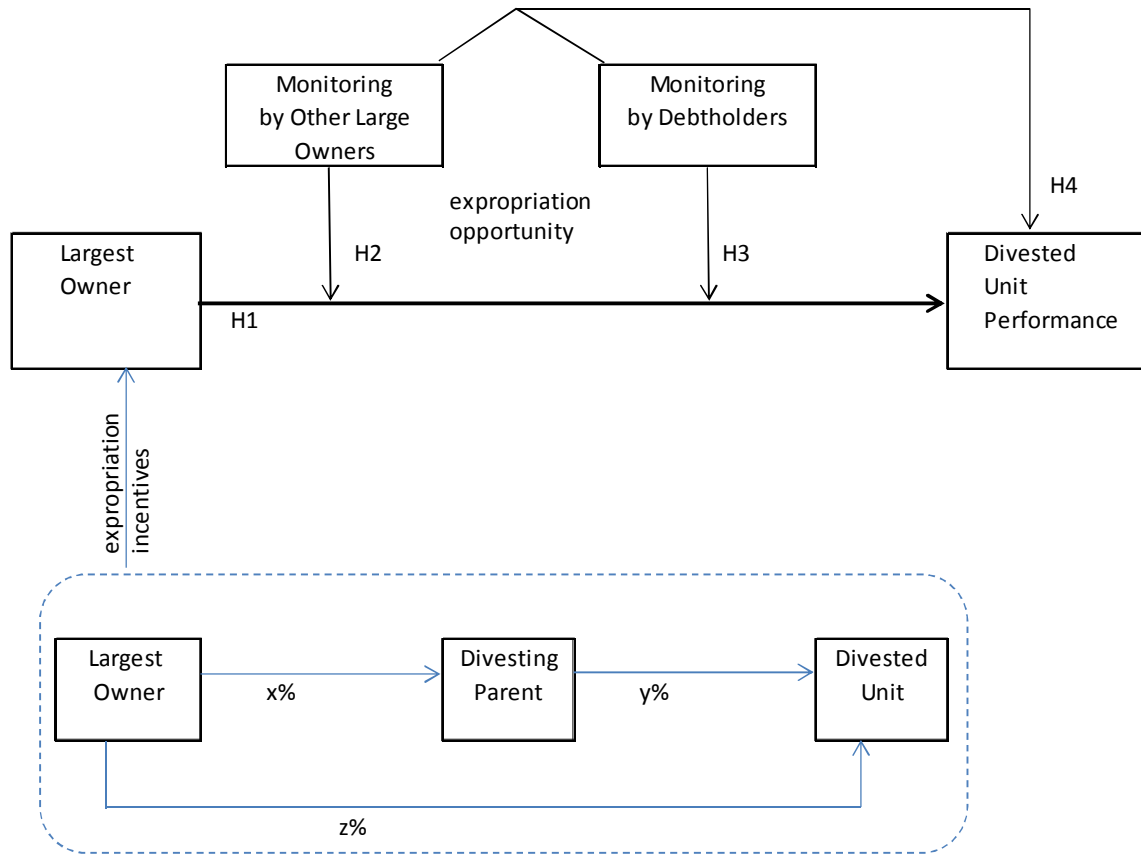 Monitoring
by Other Large
Owners
Monitoring
by Debtholders
H4
expropriation
opportunity
H2
H3
Largest
Owner
Divested
Unit
Performance
H1
expropriation
incentives
Largest
Owner
Divesting
Parent
Divested
Unit
x%
y%
z%